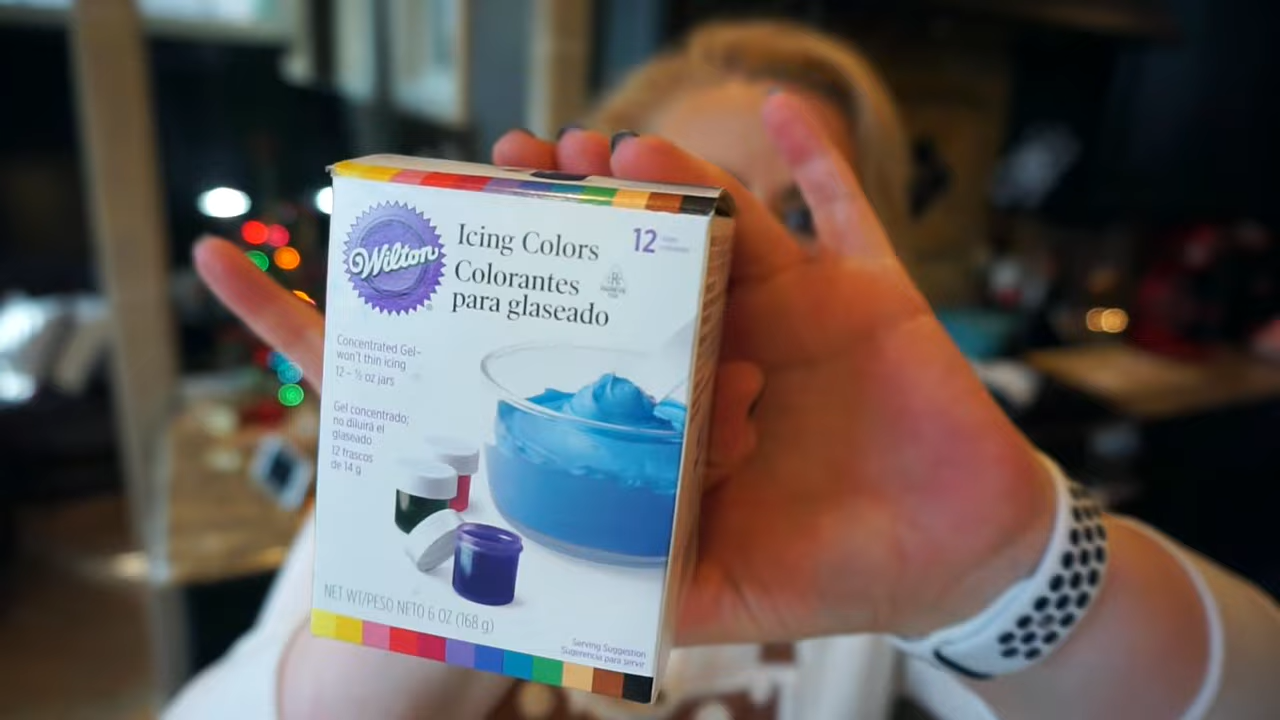 Wilton
Icing Colors
Colorantes
para glaseado
12
Concentrated Gel–
won't thin icing
12 – ½ oz jars
Gel concentrado;
no diluirá el
glaseado
12 frascos
de 14 g
NET WT/PESO NETO 6 OZ (168 g)
Serving Suggestion
Sugerencia para servir